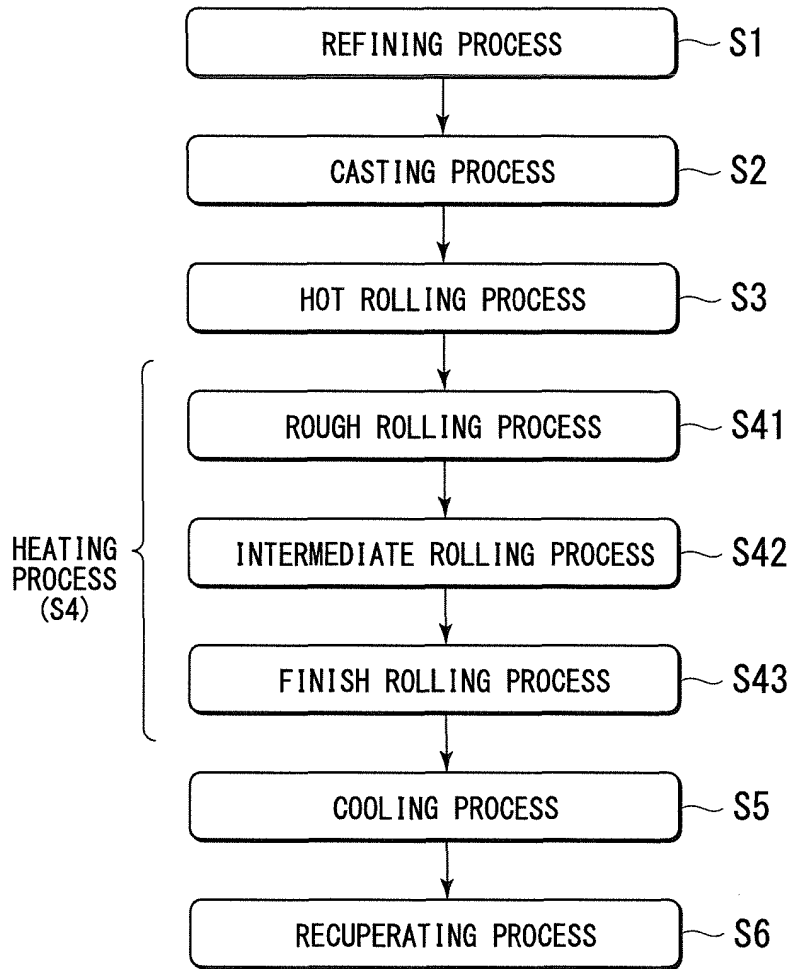 REFINING PROCESS S1
CASTING PROCESS S2
HOT ROLLING PROCESS S3
ROUGH ROLLING PROCESS S41
INTERMEDIATE ROLLING PROCESS S42
HEATING
PROCESS
(S4)
FINISH ROLLING PROCESS S43
COOLING PROCESS S5
RECUPERATING PROCESS S6